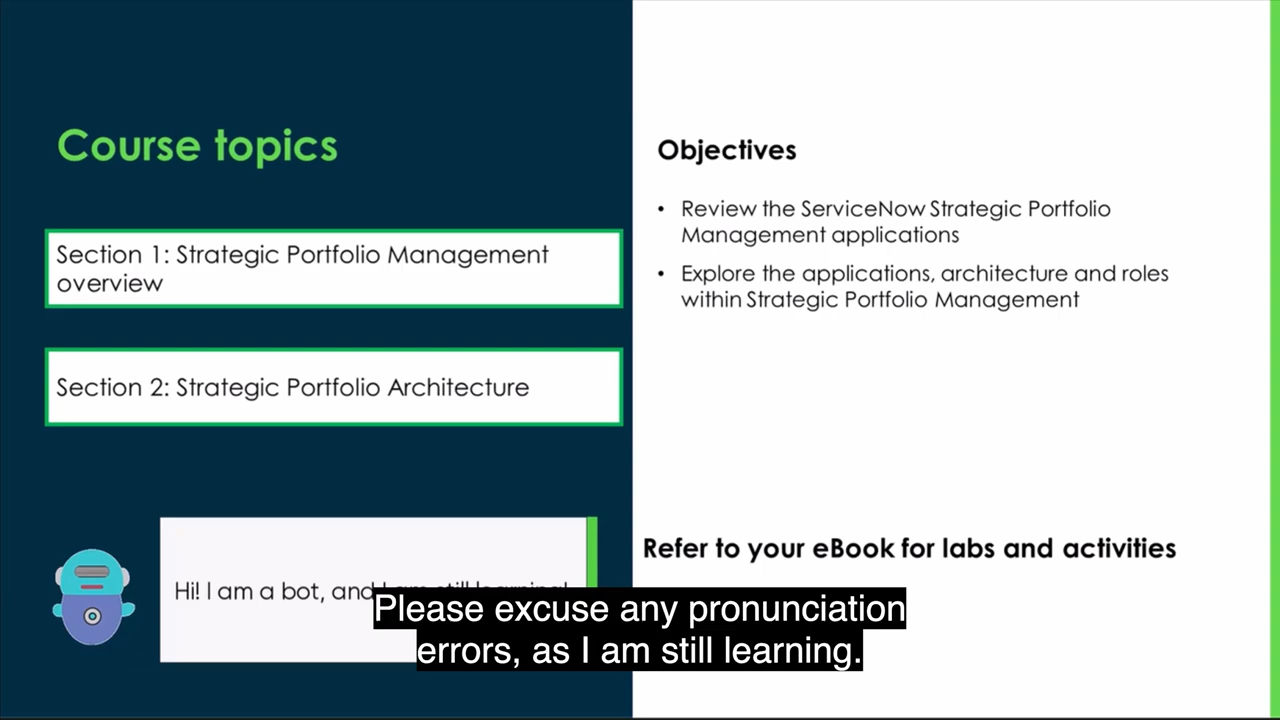 Course topics
Section 1: Strategic Portfolio Management
overview
Section 2: Strategic Portfolio Architecture
Hi! I am a bot, and I am still learning!
Objectives
• Review the ServiceNow Strategic Portfolio
Management applications
• Explore the applications, architecture and roles
within Strategic Portfolio Management
Refer to your eBook for labs and activities
Please excuse any pronunciation
errors, as I am still learning.